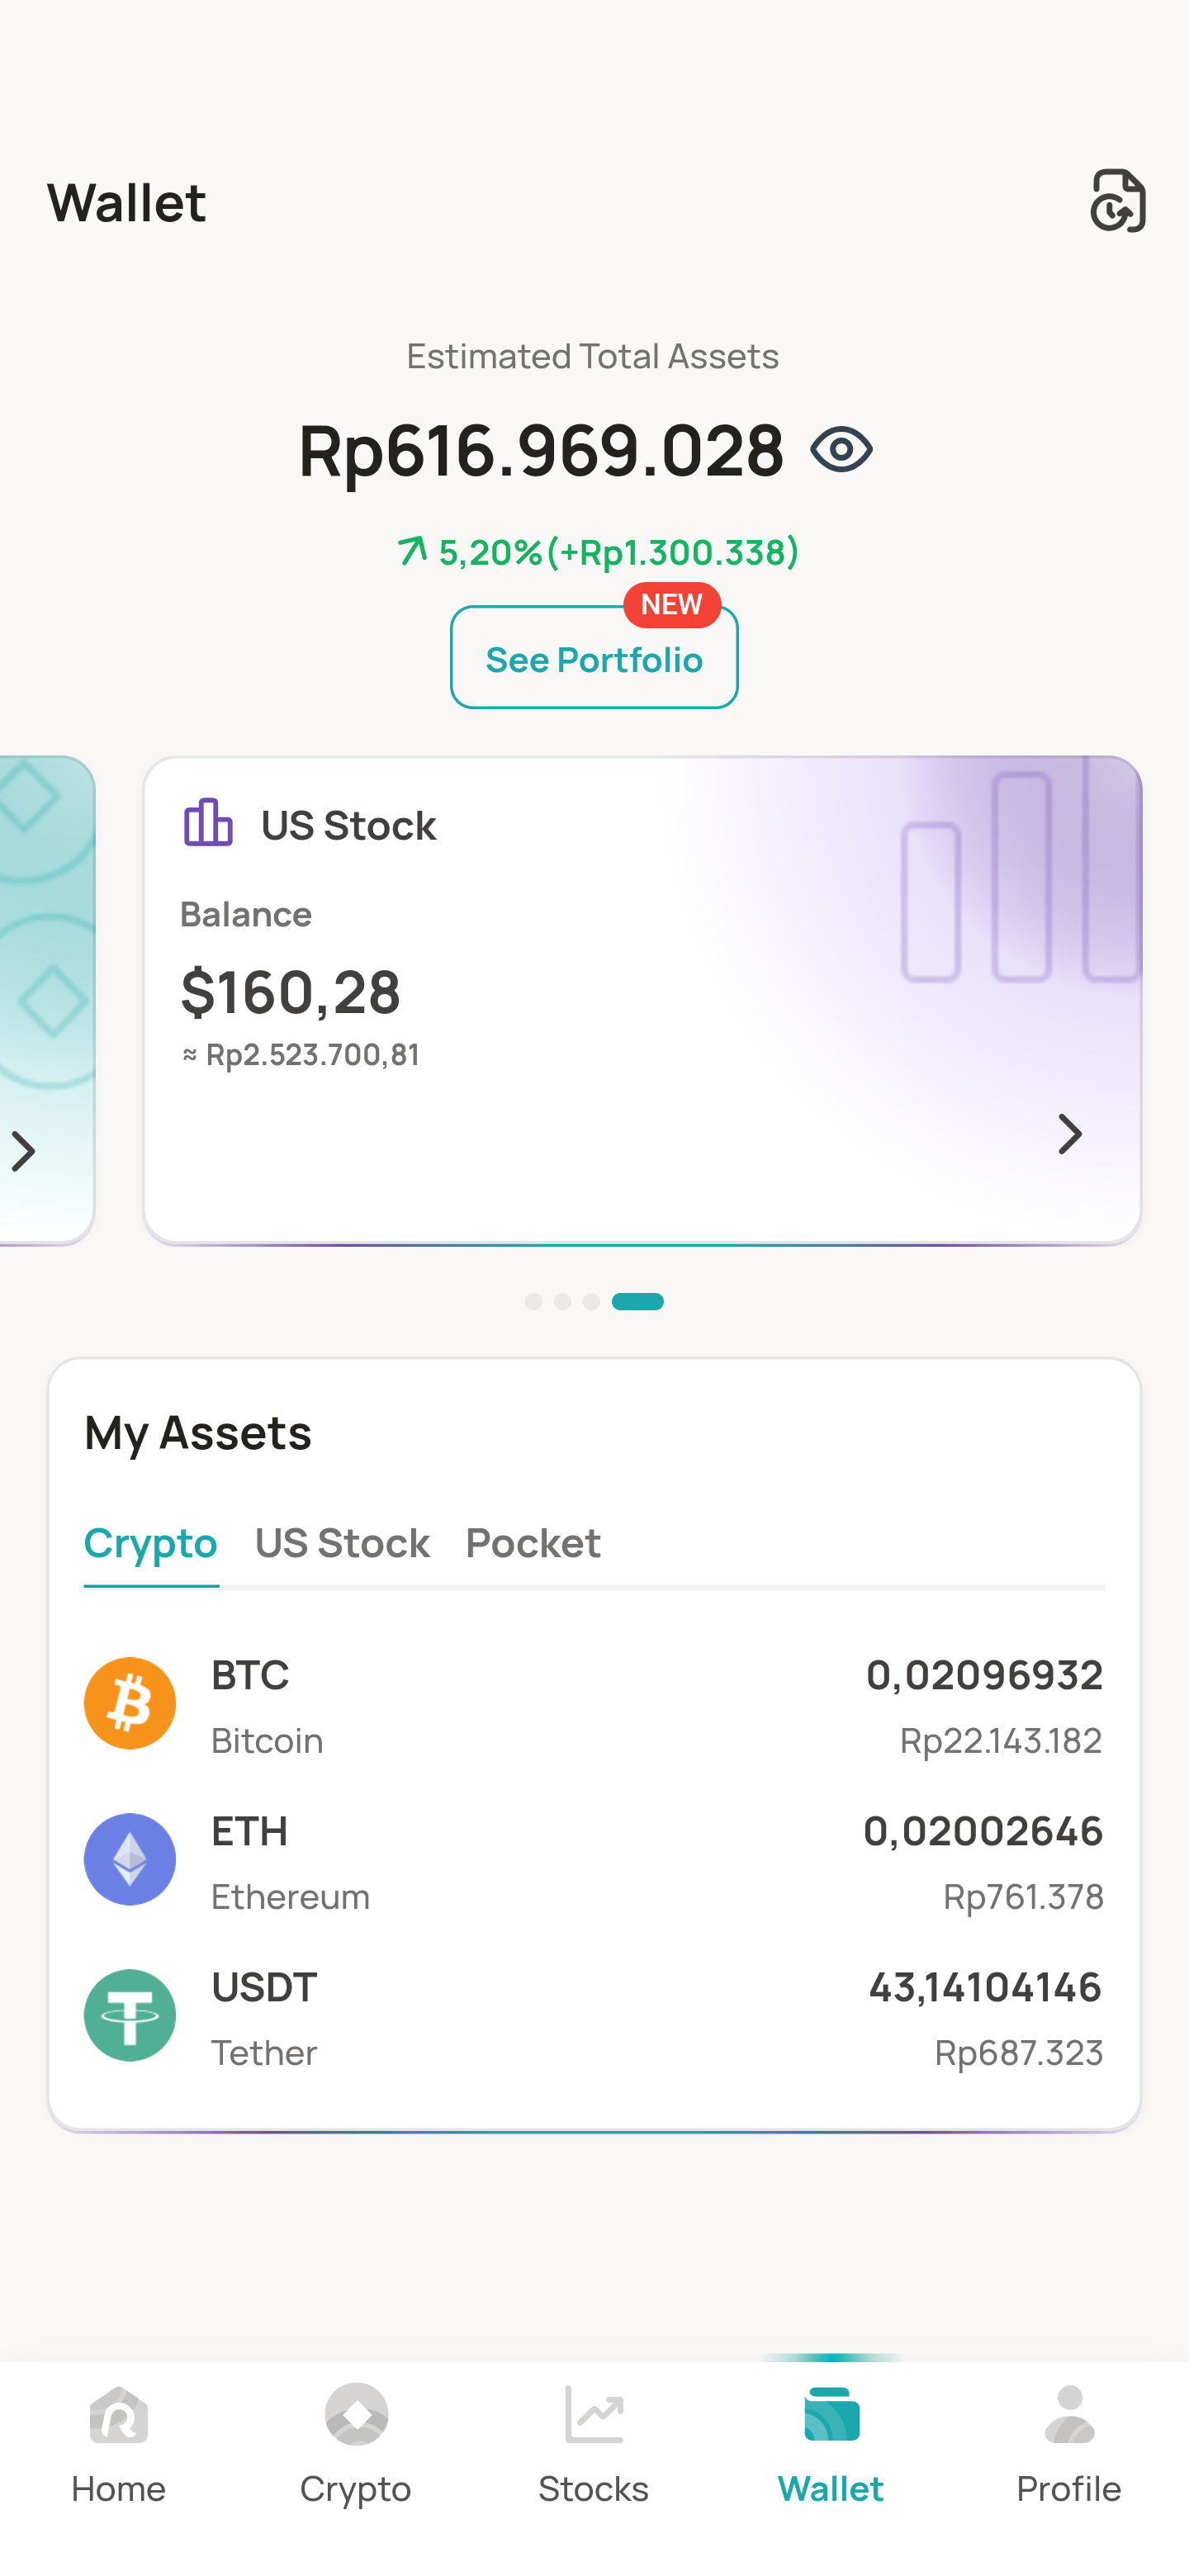 Wallet
Estimated Total Assets
Rp616.969.028
5,20%(+Rp1.300.338)
NEW
See Portfolio
US Stock
Balance
$160,28
≈ Rp2.523.700,81
My Assets
Crypto US Stock Pocket
BTC 0,02096932
Bitcoin Rp22.143.182
ETH 0,02002646
Ethereum Rp761.378
USDT 43,14104146
Tether Rp687.323
Home Crypto Stocks Wallet Profile